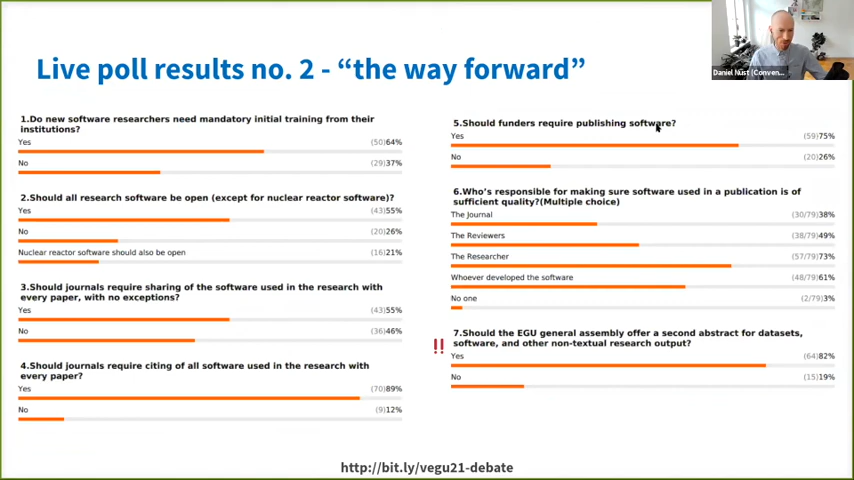 Live poll results no. 2 - “the way forward”
Daniel Nüst (Conven...
1.Do new software researchers need mandatory initial training from their
institutions?
Yes (50)64%
No (29)37%
2.Should all research software be open (except for nuclear reactor software)?
Yes (43)55%
No (20)26%
Nuclear reactor software should also be open (16)21%
3.Should journals require sharing of the software used in the research with
every paper, with no exceptions?
Yes (43)55%
No (36)46%
4.Should journals require citing of all software used in the research with
every paper?
Yes (70)89%
No (9)12%
5.Should funders require publishing software?
Yes (59)75%
No (20)26%
6.Who’s responsible for making sure software used in a publication is of
sufficient quality?(Multiple choice)
The Journal (30/79)38%
The Reviewers (38/79)49%
The Researcher (57/79)73%
Whoever developed the software (48/79)61%
No one (2/79)3%
!!
7.Should the EGU general assembly offer a second abstract for datasets,
software, and other non-textual research output?
Yes (64)82%
No (15)19%
http://bit.ly/vegu21-debate